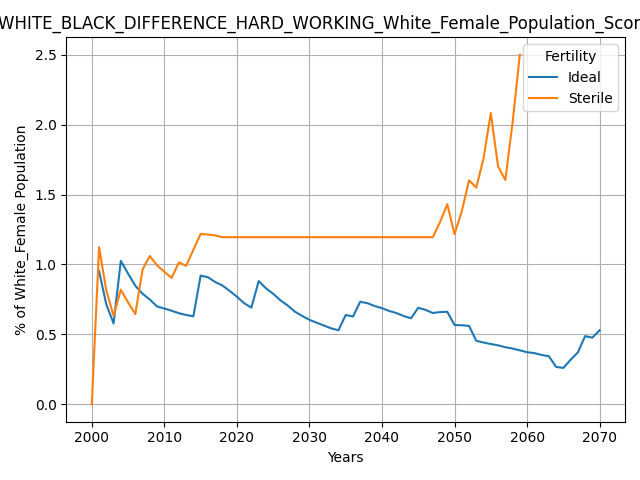 WHITE_BLACK_DIFFERENCE_HARD_WORKING_White_Female_Population_Scor
Fertility
Ideal
Sterile
% of White_Female Population
2.5
2.0
1.5
1.0
0.5
0.0
2000 2010 2020 2030 2040 2050 2060 2070
Years